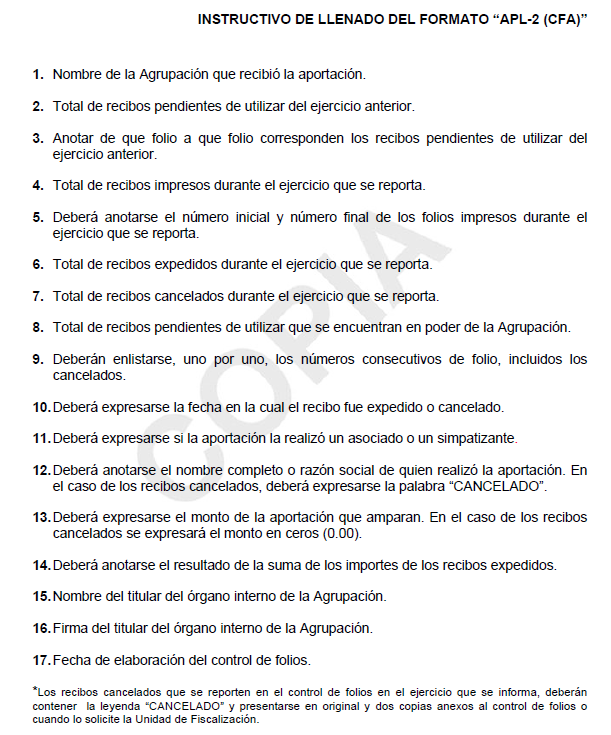 INSTRUCTIVO DE LLENADO DEL FORMATO “APL-2 (CFA)”
1. Nombre de la Agrupación que recibió la aportación.
2. Total de recibos pendientes de utilizar del ejercicio anterior.
3. Anotar de que folio a que folio corresponden los recibos pendientes de utilizar del
ejercicio anterior.
4. Total de recibos impresos durante el ejercicio que se reporta.
5. Deberá anotarse el número inicial y número final de los folios impresos durante el
ejercicio que se reporta.
6. Total de recibos expedidos durante el ejercicio que se reporta.
7. Total de recibos cancelados durante el ejercicio que se reporta.
8. Total de recibos pendientes de utilizar que se encuentran en poder de la Agrupación.
9. Deberán enlistarse, uno por uno, los números consecutivos de folio, incluidos los
cancelados.
10. Deberá expresarse la fecha en la cual el recibo fue expedido o cancelado.
11. Deberá expresarse si la aportación la realizó un asociado o un simpatizante.
12. Deberá anotarse el nombre completo o razón social de quien realizó la aportación. En
el caso de los recibos cancelados, deberá expresarse la palabra “CANCELADO”.
13. Deberá expresarse el monto de la aportación que amparan. En el caso de los recibos
cancelados se expresará el monto en ceros (0.00).
14. Deberá anotarse el resultado de la suma de los importes de los recibos expedidos.
15. Nombre del titular del órgano interno de la Agrupación.
16. Firma del titular del órgano interno de la Agrupación.
17. Fecha de elaboración del control de folios.
*Los recibos cancelados que se reporten en el control de folios en el ejercicio que se informa, deberán
contener la leyenda “CANCELADO” y presentarse en original y dos copias anexos al control de folios o
cuando lo solicite la Unidad de Fiscalización.
COPIA